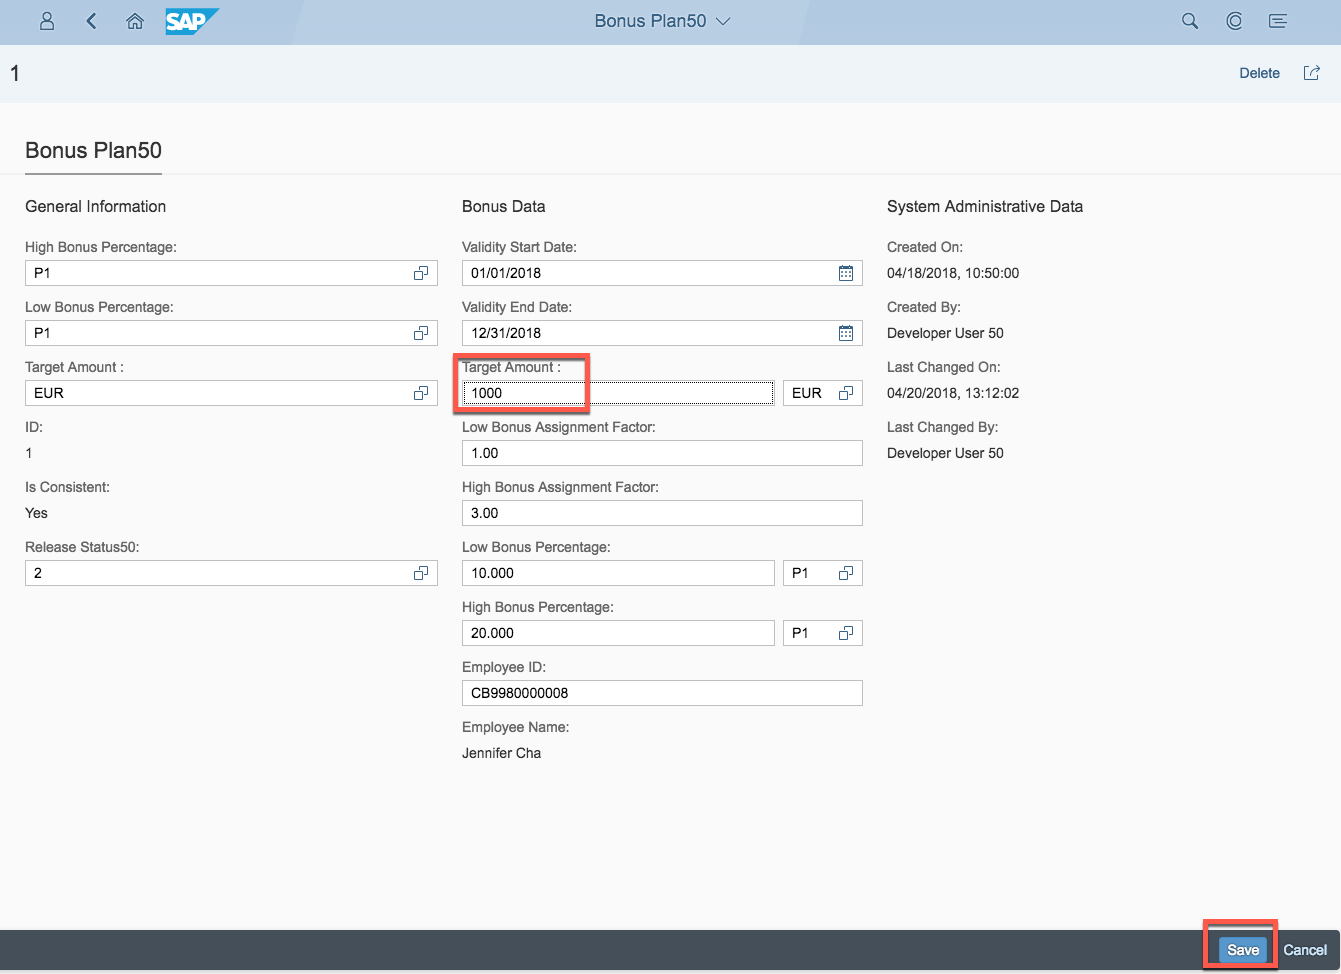 SAP
Bonus Plan50
1
Delete
Bonus Plan50
General Information
High Bonus Percentage:
P1
Low Bonus Percentage:
P1
Target Amount :
EUR
ID:
1
Is Consistent:
Yes
Release Status50:
2
Bonus Data
Validity Start Date:
01/01/2018
Validity End Date:
12/31/2018
Target Amount :
1000 EUR
Low Bonus Assignment Factor:
1.00
High Bonus Assignment Factor:
3.00
Low Bonus Percentage:
10.000 P1
High Bonus Percentage:
20.000 P1
Employee ID:
CB9980000008
Employee Name:
Jennifer Cha
System Administrative Data
Created On:
04/18/2018, 10:50:00
Created By:
Developer User 50
Last Changed On:
04/20/2018, 13:12:02
Last Changed By:
Developer User 50
Save Cancel